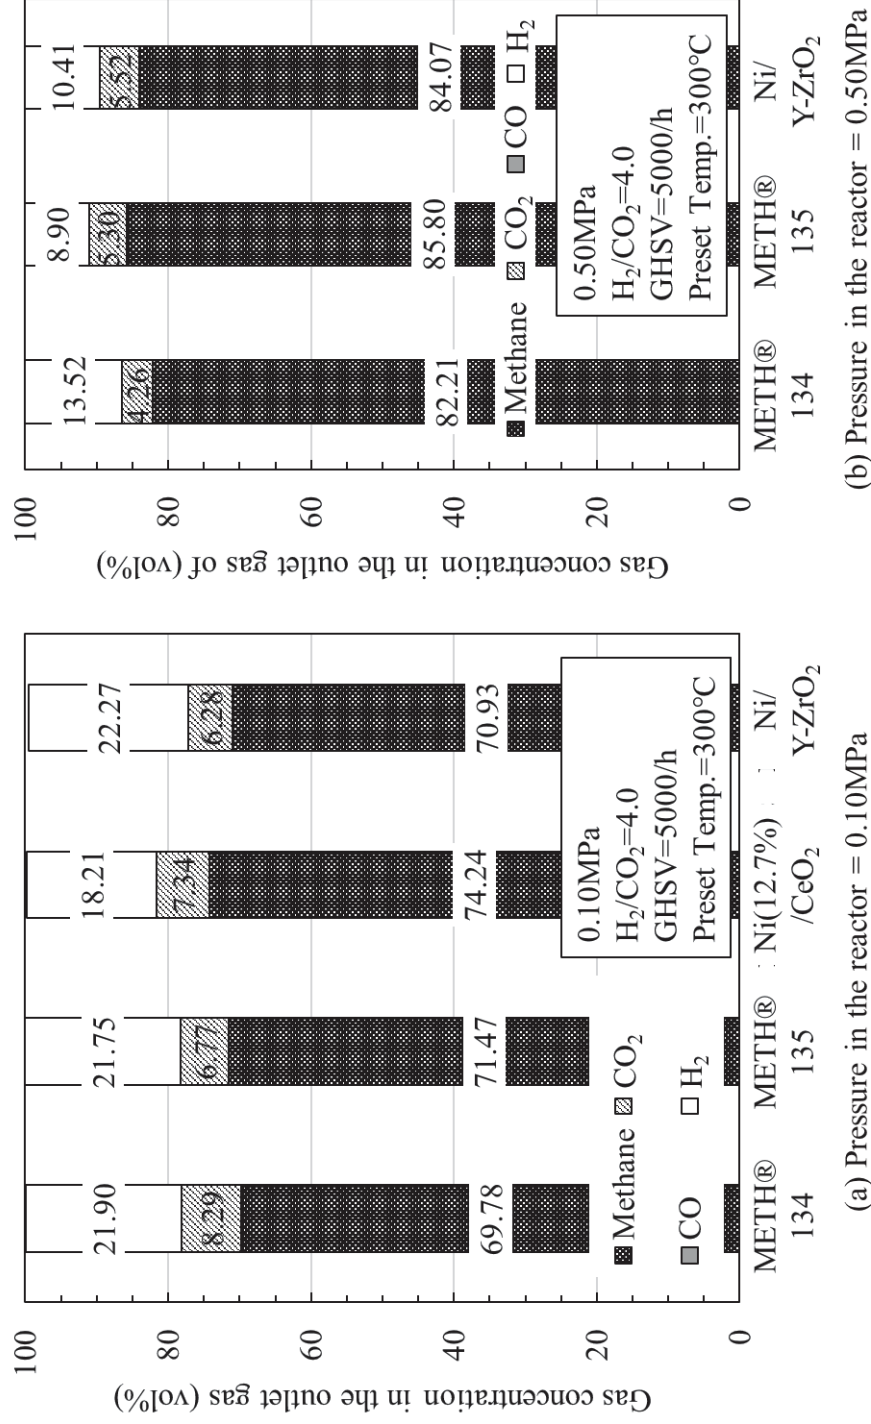 Gas concentration in the outlet gas (vol%)
100
80
60
40
20
0
21.90
21.75
18.21
22.27
8.29
6.77
7.34
6.28
69.78
71.47
74.24
70.93
Methane
CO₂
CO
H₂
0.10MPa
H₂/CO₂=4.0
GHSV=5000/h
Preset Temp.=300°C
METH®
134
METH®
135
Ni(12.7%)
/CeO₂
Ni/
Y-ZrO₂
(a) Pressure in the reactor = 0.10MPa
Gas concentration in the outlet gas of (vol%)
100
80
60
40
20
0
13.52
8.90
10.41
4.26
5.30
5.52
82.21
85.80
84.07
Methane
CO₂
CO
H₂
0.50MPa
H₂/CO₂=4.0
GHSV=5000/h
Preset Temp.=300°C
METH®
134
METH®
135
Ni/
Y-ZrO₂
(b) Pressure in the reactor = 0.50MPa